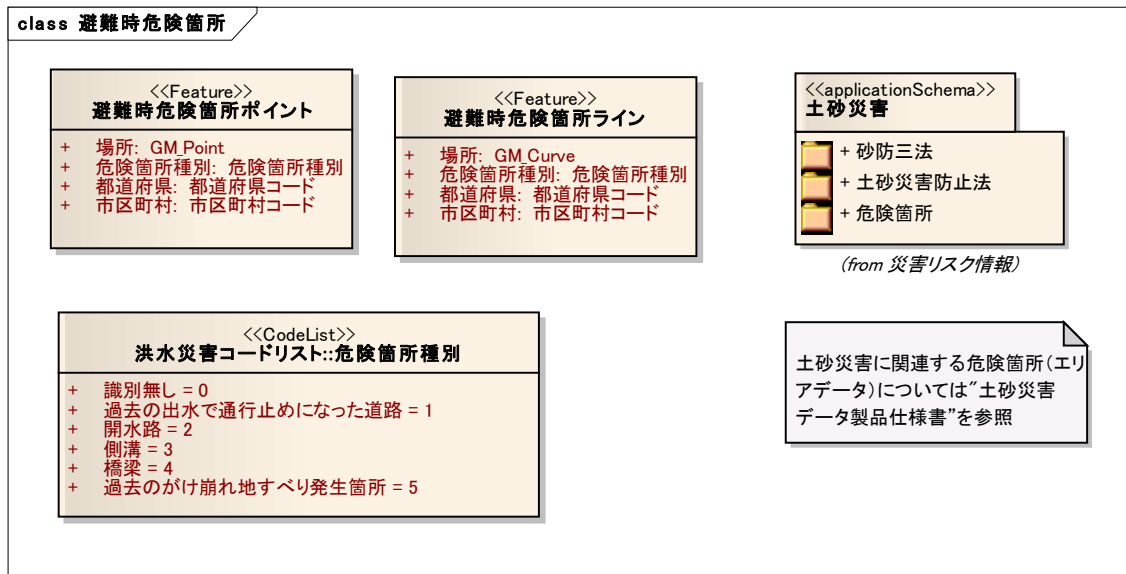 class 避難時危険箇所
<<Feature>>
避難時危険箇所ポイント
+ 場所: GM_Point
+ 危険箇所種別: 危険箇所種別
+ 都道府県: 都道府県コード
+ 市区町村: 市区町村コード
<<Feature>>
避難時危険箇所ライン
+ 場所: GM_Curve
+ 危険箇所種別: 危険箇所種別
+ 都道府県: 都道府県コード
+ 市区町村: 市区町村コード
<<applicationSchema>>
土砂災害
+ 砂防三法
+ 土砂災害防止法
+ 危険箇所
(from 災害リスク情報)
<<CodeList>>
洪水災害コードリスト::危険箇所種別
+ 識別無し = 0
+ 過去の出水で通行止めになった道路 = 1
+ 開水路 = 2
+ 側溝 = 3
+ 橋梁 = 4
+ 過去のがけ崩れ地すべり発生箇所 = 5
土砂災害に関連する危険箇所(エリ
アデータ)については"土砂災害
データ製品仕様書"を参照